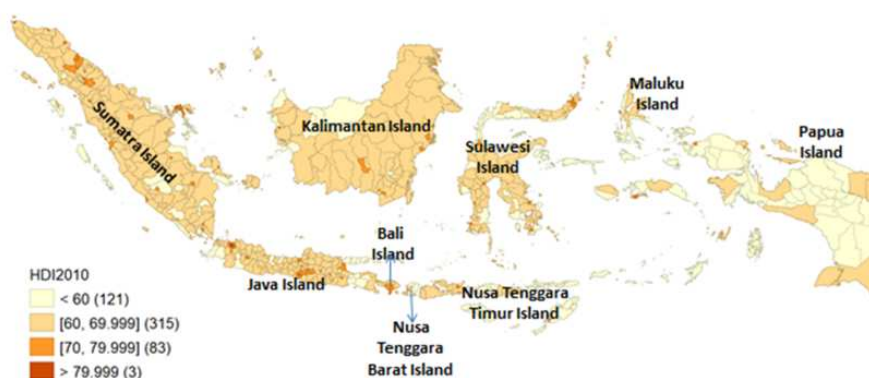 Sumatra Island
Kalimantan Island
Sulawesi
Island
Maluku
Island
Papua
Island
Bali
Island
Java Island
Nusa Tenggara
Timur Island
Nusa
Tenggara
Barat Island
HDI2010
< 60 (121)
[60, 69.999] (315)
[70, 79.999] (83)
> 79.999 (3)